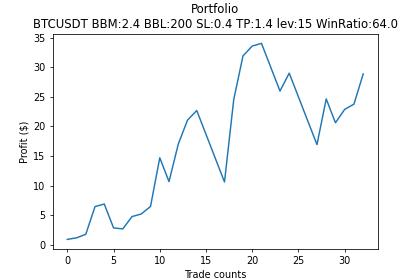 Portfolio
BTCUSDT BBM:2.4 BBL:200 SL:0.4 TP:1.4 lev:15 WinRatio:64.0
35
30
25
20
15
10
5
0
Profit ($)
0 5 10 15 20 25 30
Trade counts